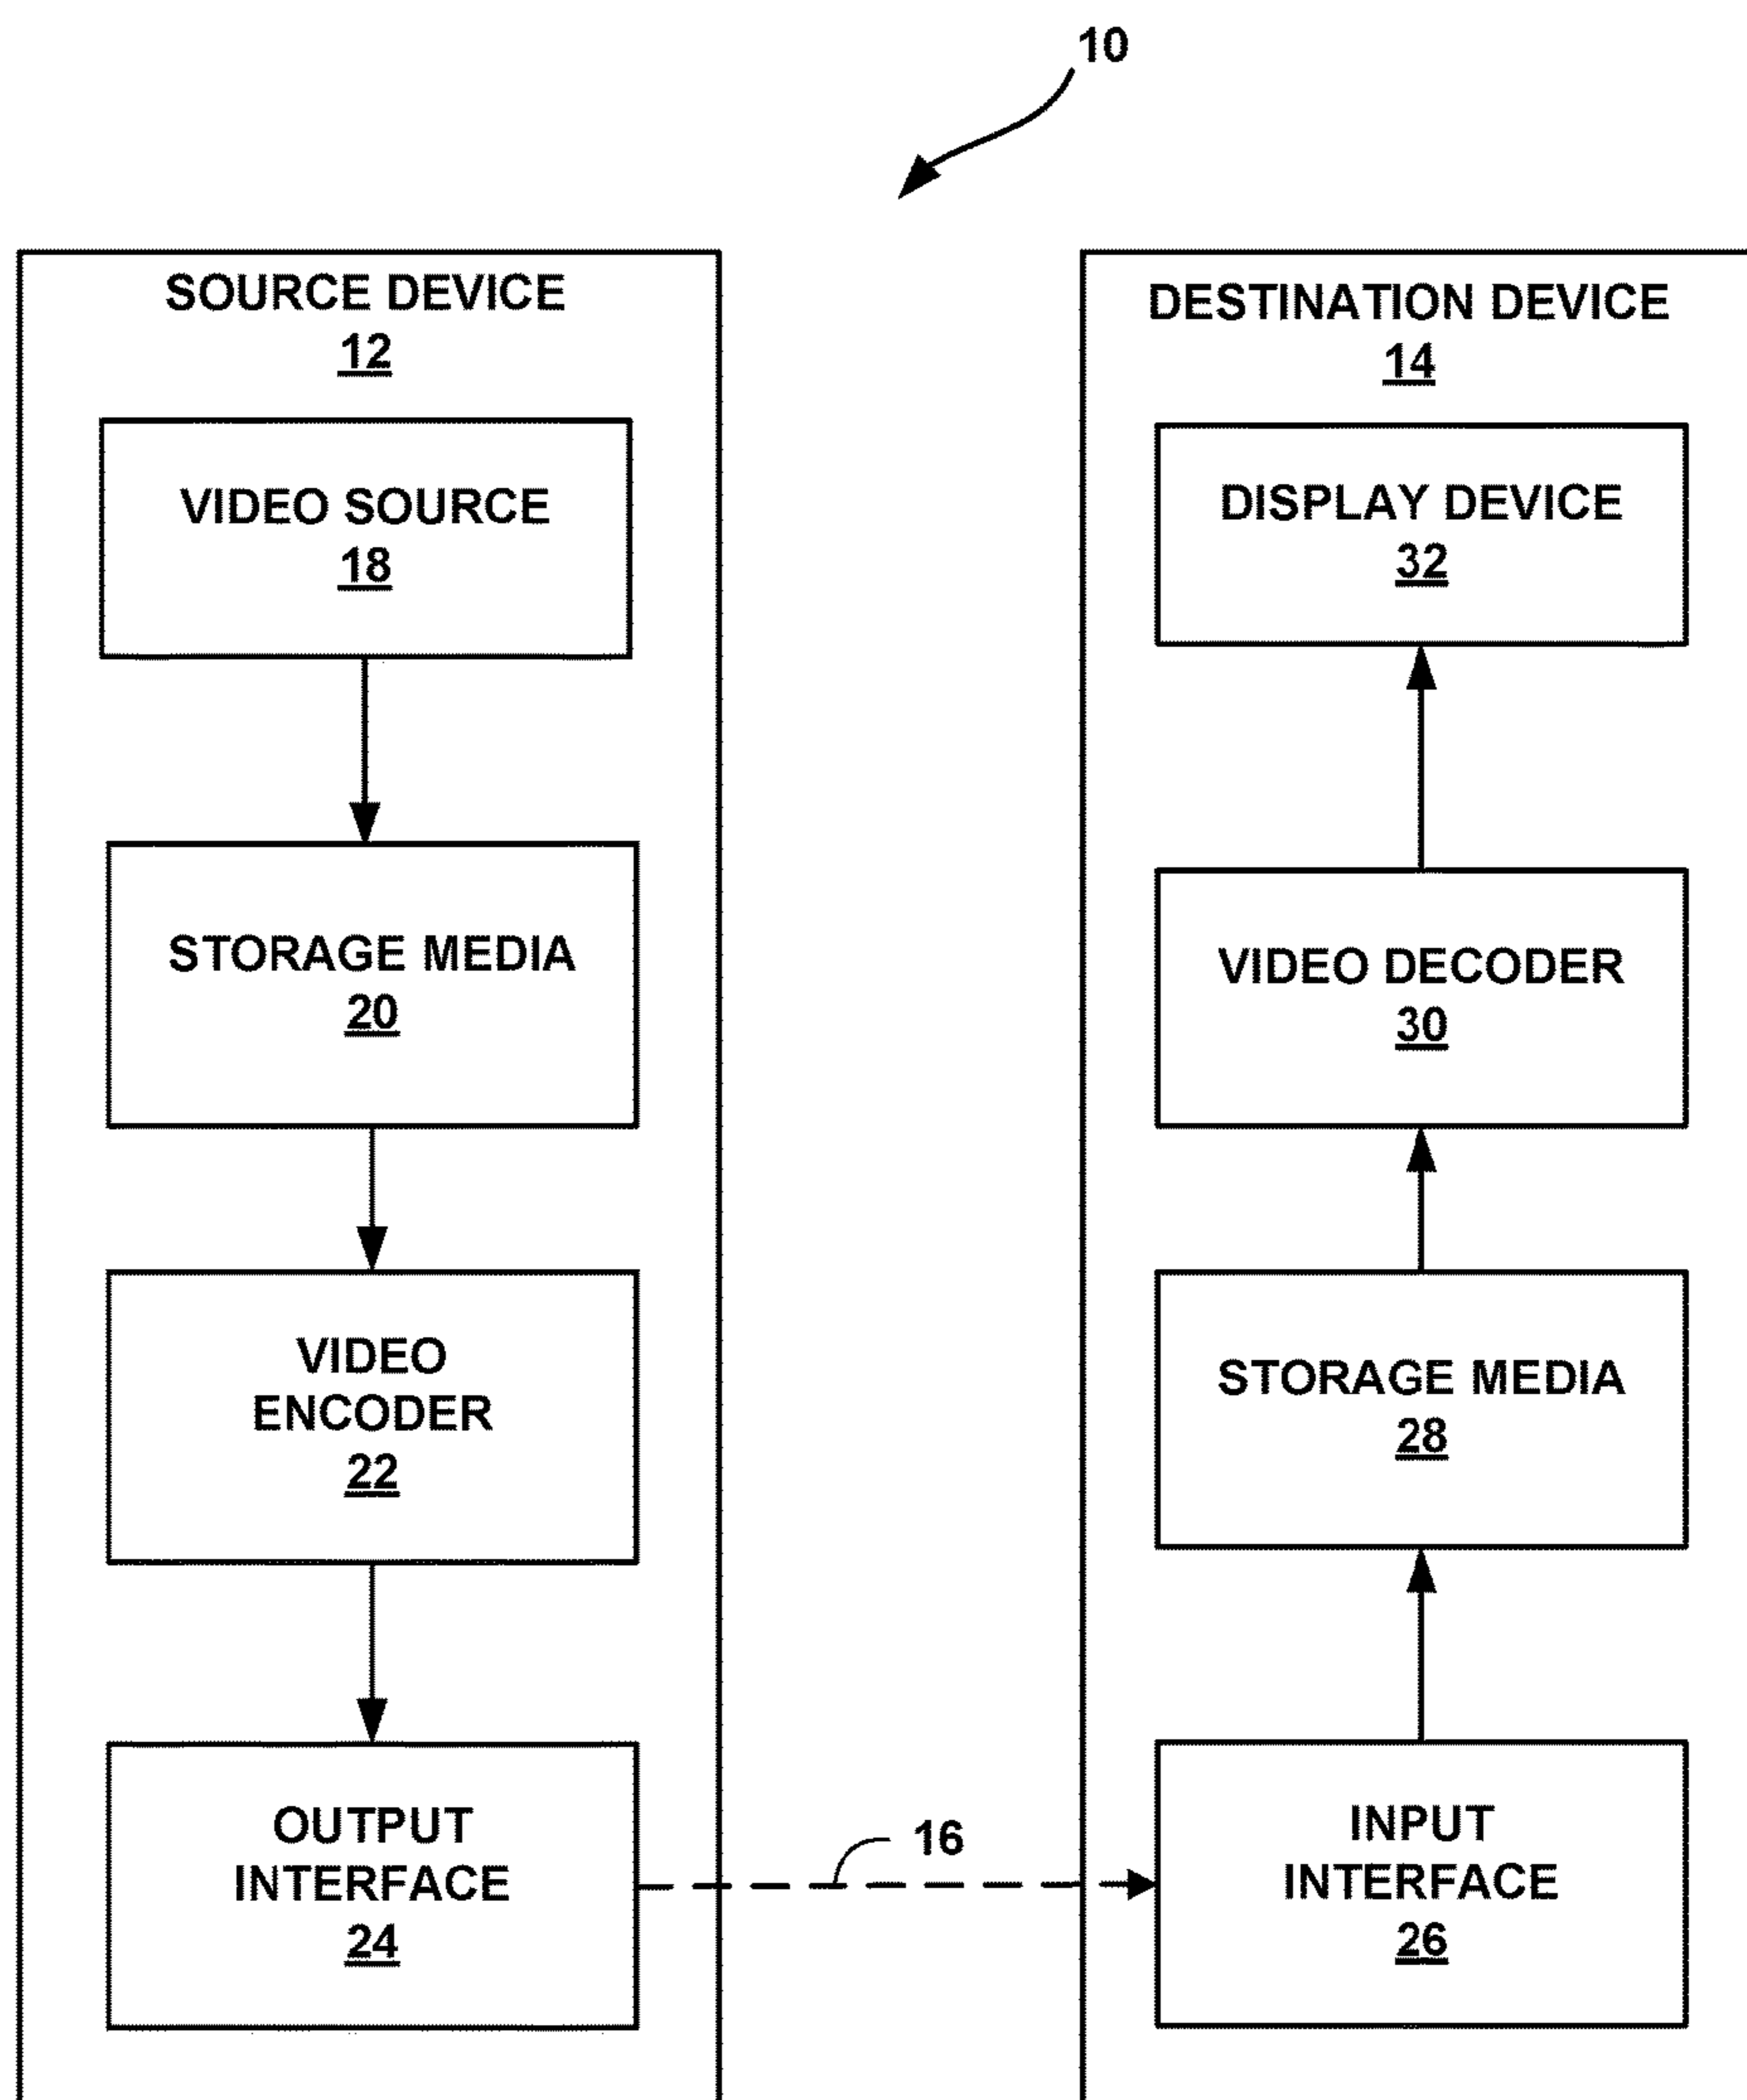 10
SOURCE DEVICE
12
VIDEO SOURCE
18
STORAGE MEDIA
20
VIDEO
ENCODER
22
OUTPUT
INTERFACE
24
16
DESTINATION DEVICE
14
DISPLAY DEVICE
32
VIDEO DECODER
30
STORAGE MEDIA
28
INPUT
INTERFACE
26